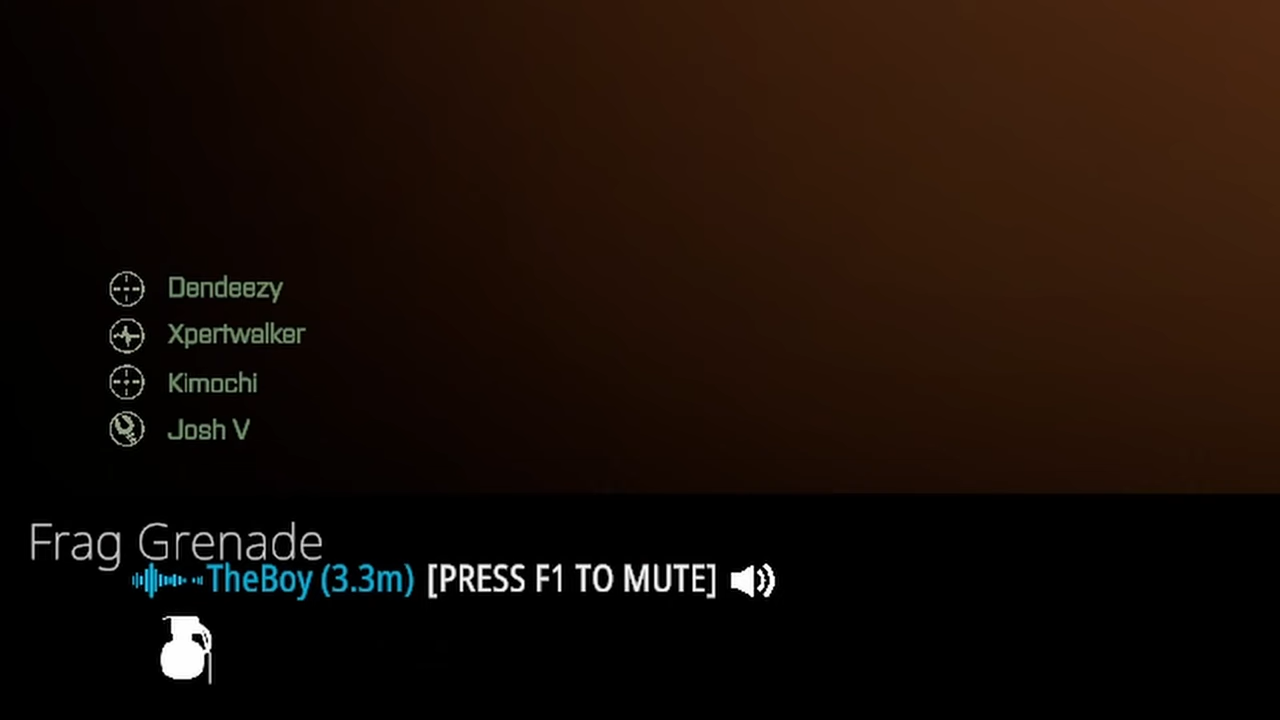 Dendeezy
Xpertwalker
Kimochi
Josh V
Frag Grenade
TheBoy (3.3m) [PRESS F1 TO MUTE]